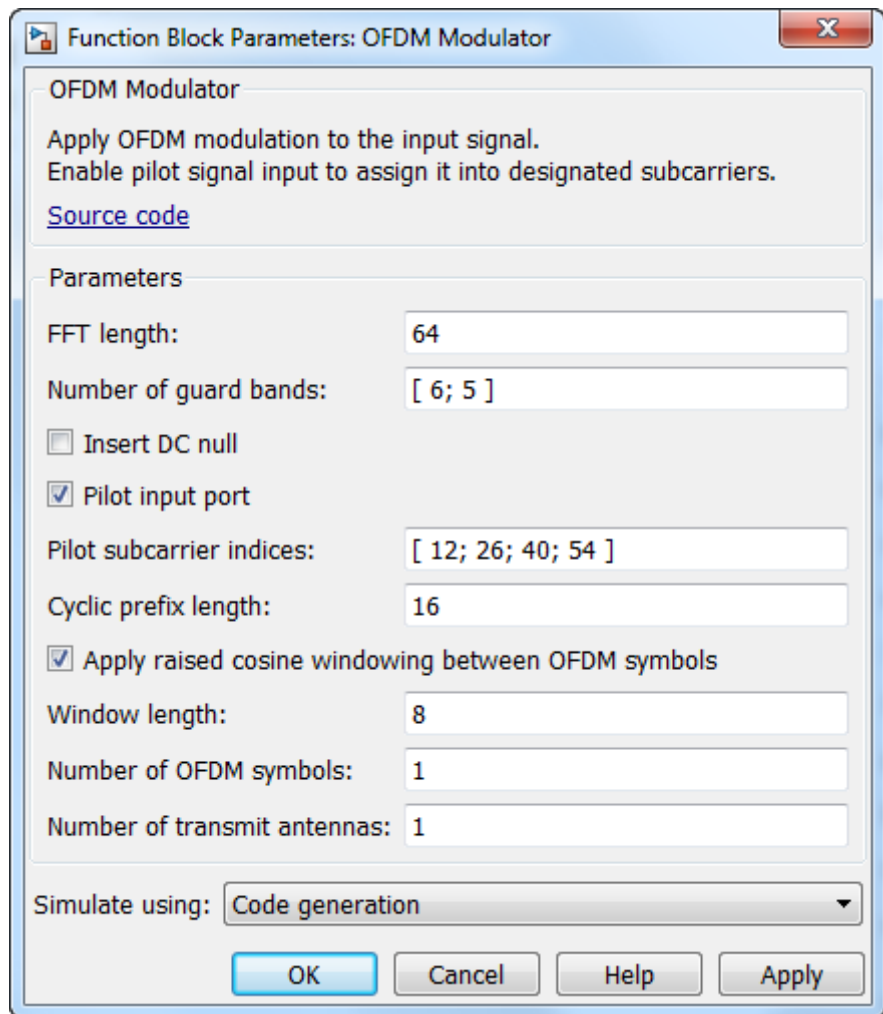 Function Block Parameters: OFDM Modulator
OFDM Modulator
Apply OFDM modulation to the input signal.
Enable pilot signal input to assign it into designated subcarriers.
Source code
Parameters
FFT length: 64
Number of guard bands: [ 6; 5 ]
Insert DC null
Pilot input port
Pilot subcarrier indices: [ 12; 26; 40; 54 ]
Cyclic prefix length: 16
Apply raised cosine windowing between OFDM symbols
Window length: 8
Number of OFDM symbols: 1
Number of transmit antennas: 1
Simulate using: Code generation
OK Cancel Help Apply